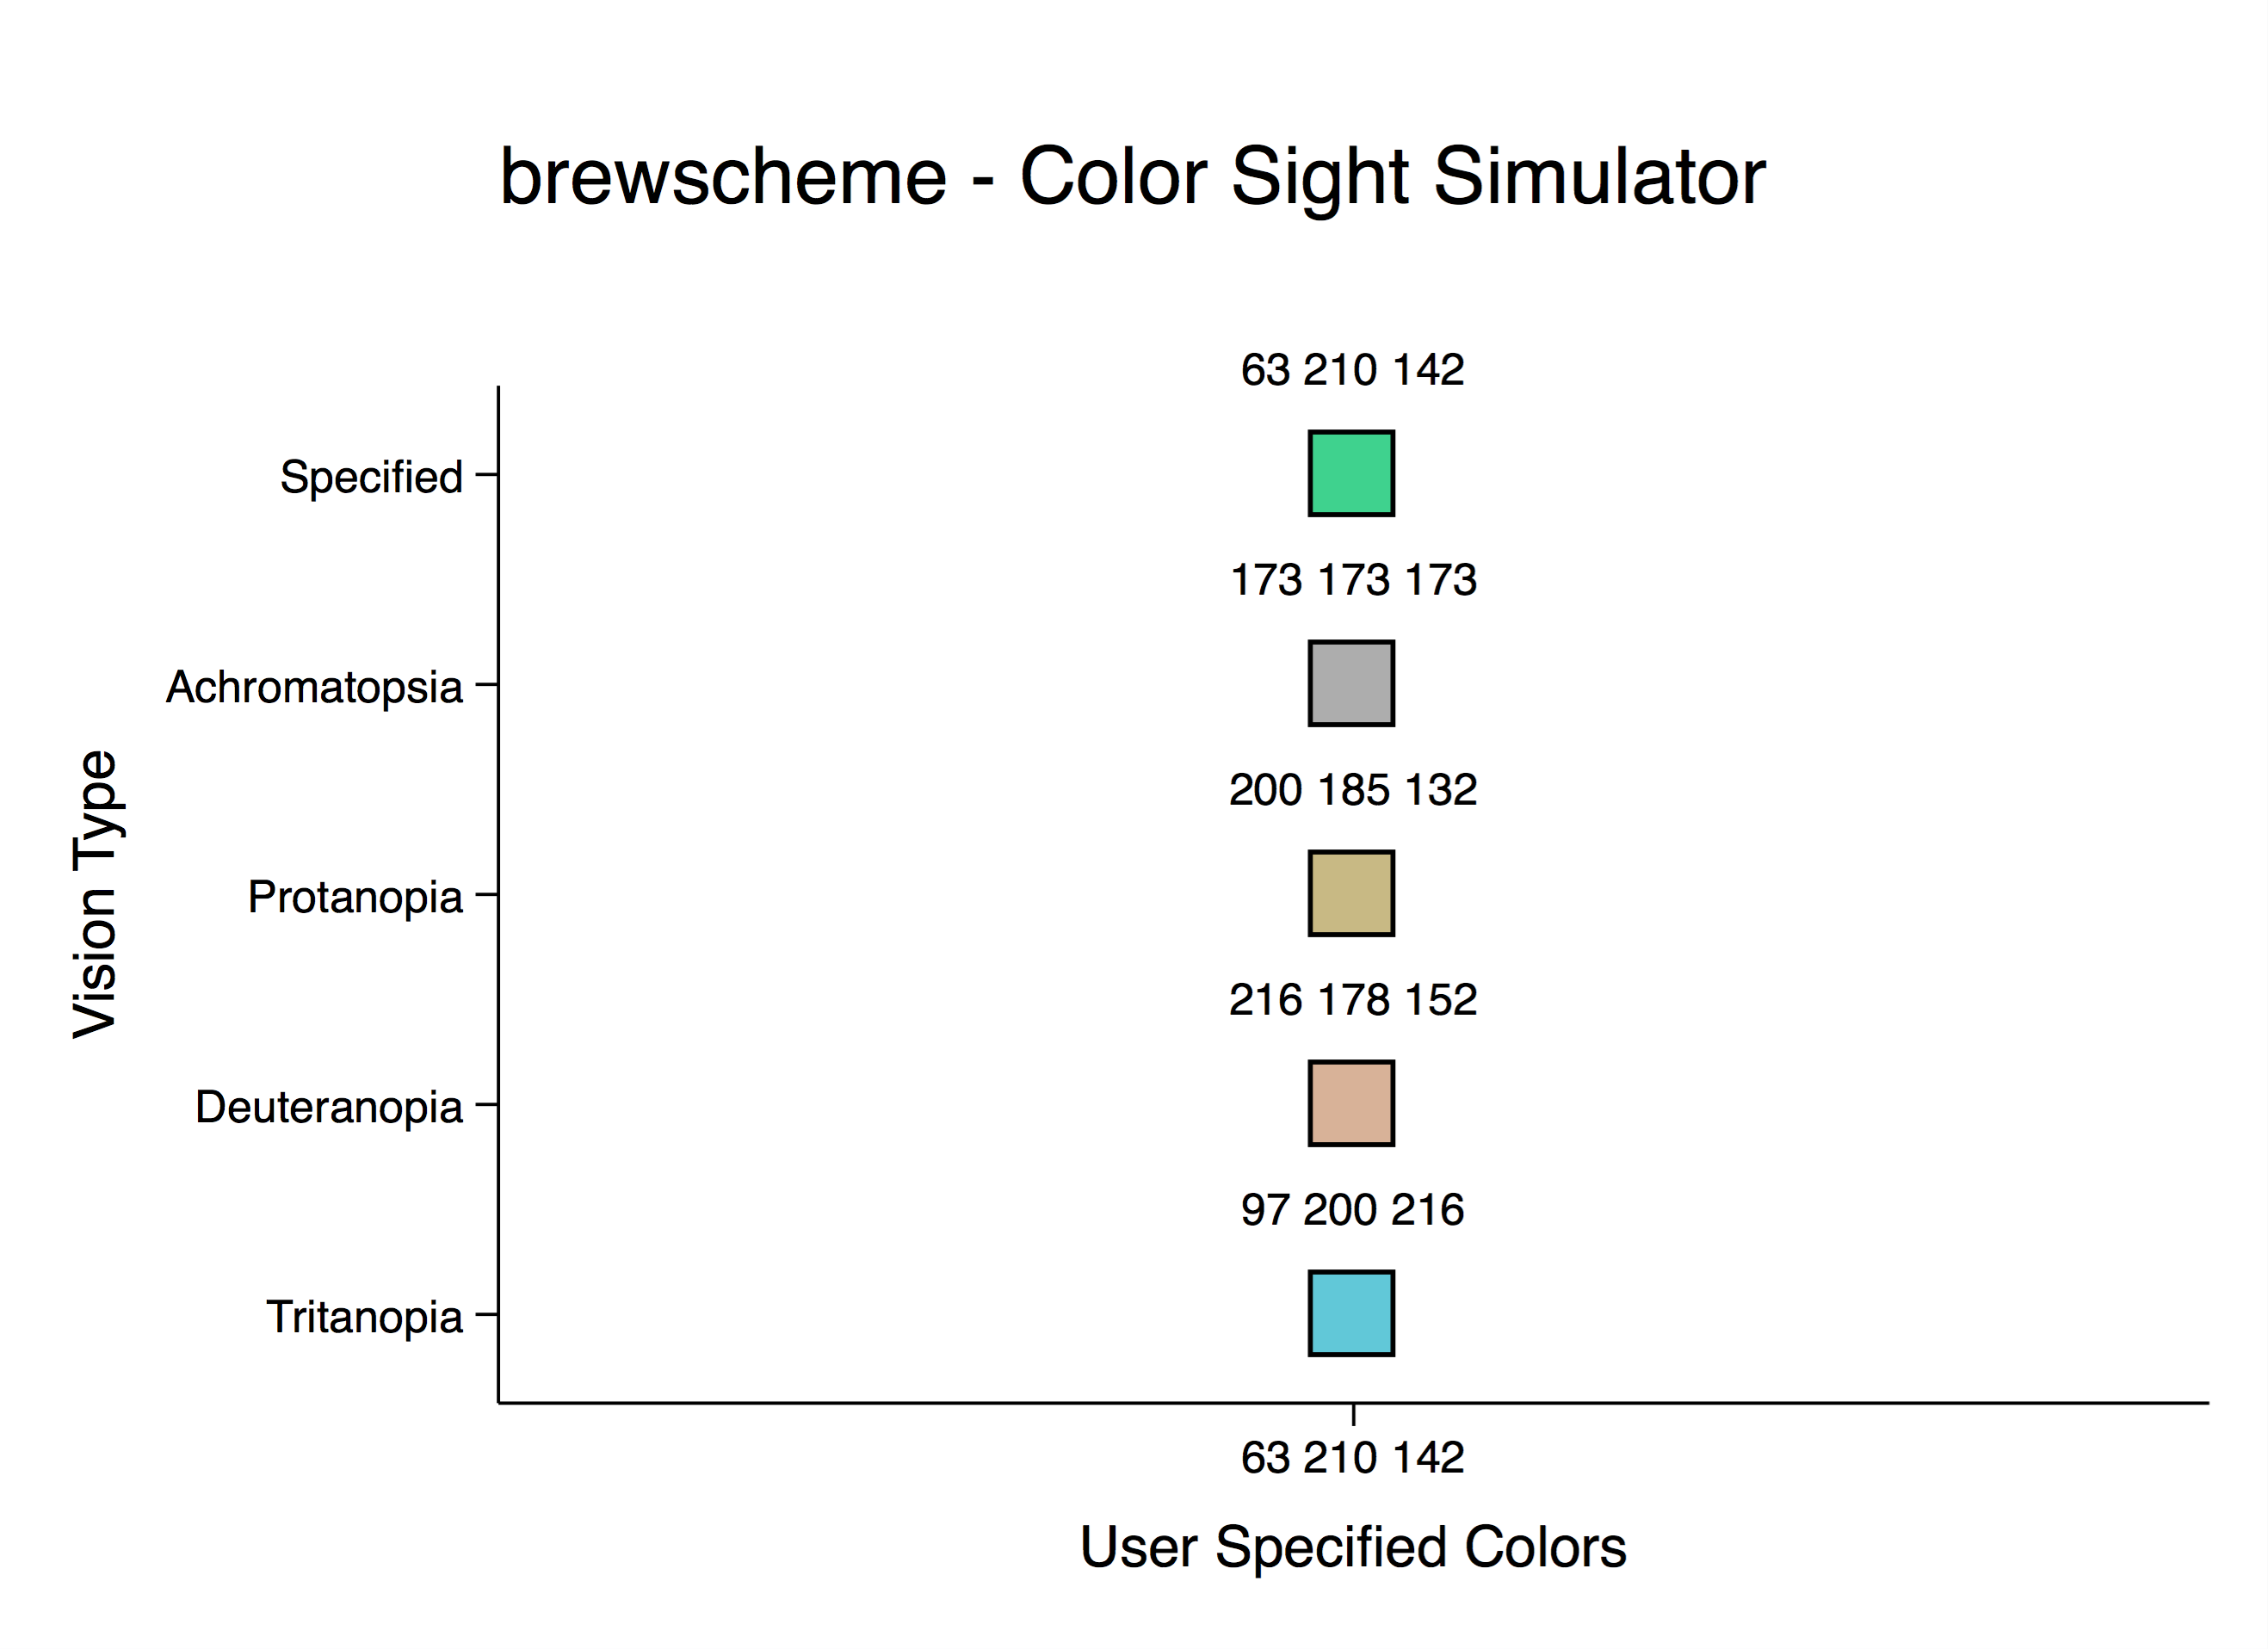 brewscheme - Color Sight Simulator
63 210 142
Specified
173 173 173
Achromatopsia
200 185 132
Protanopia
216 178 152
Deuteranopia
97 200 216
Tritanopia
Vision Type
63 210 142
User Specified Colors